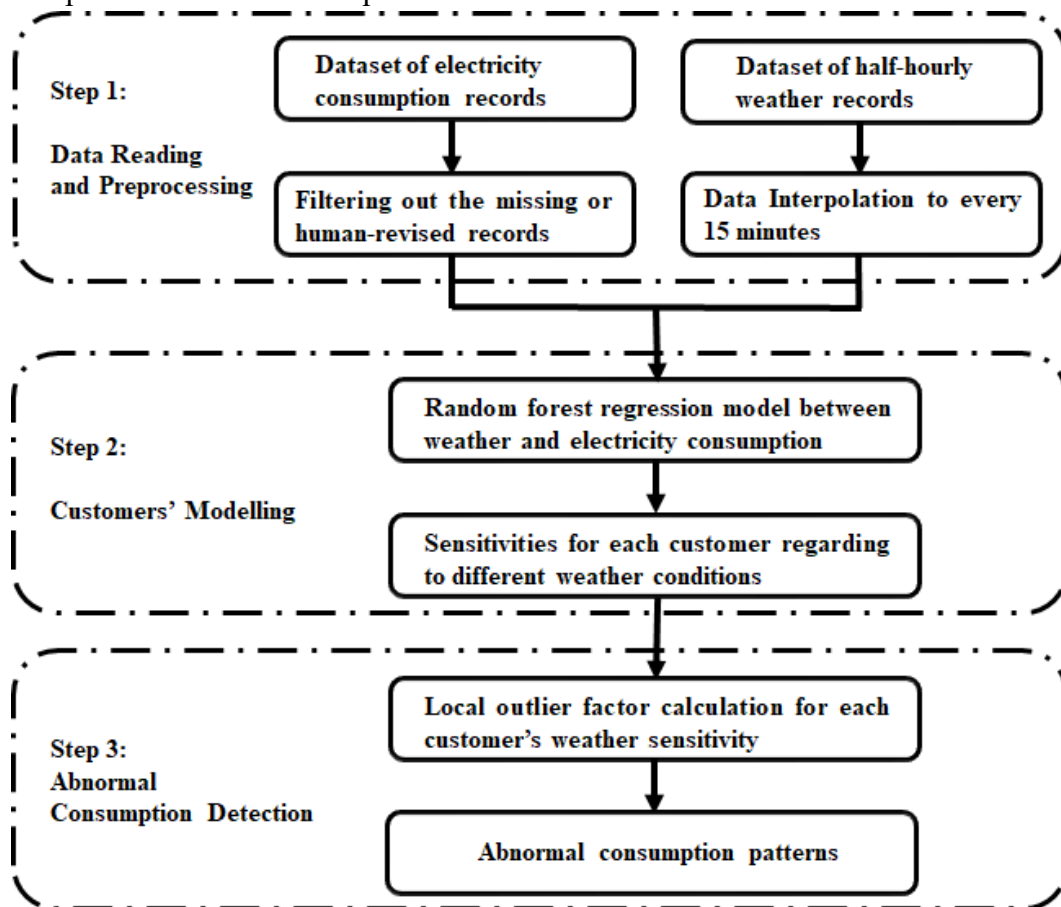 Step 1:
Data Reading
and Preprocessing
Dataset of electricity
consumption records
Dataset of half-hourly
weather records
Filtering out the missing or
human-revised records
Data Interpolation to every
15 minutes
Step 2:
Customers' Modelling
Random forest regression model between
weather and electricity consumption
Sensitivities for each customer regarding
to different weather conditions
Step 3:
Abnormal
Consumption Detection
Local outlier factor calculation for each
customer's weather sensitivity
Abnormal consumption patterns